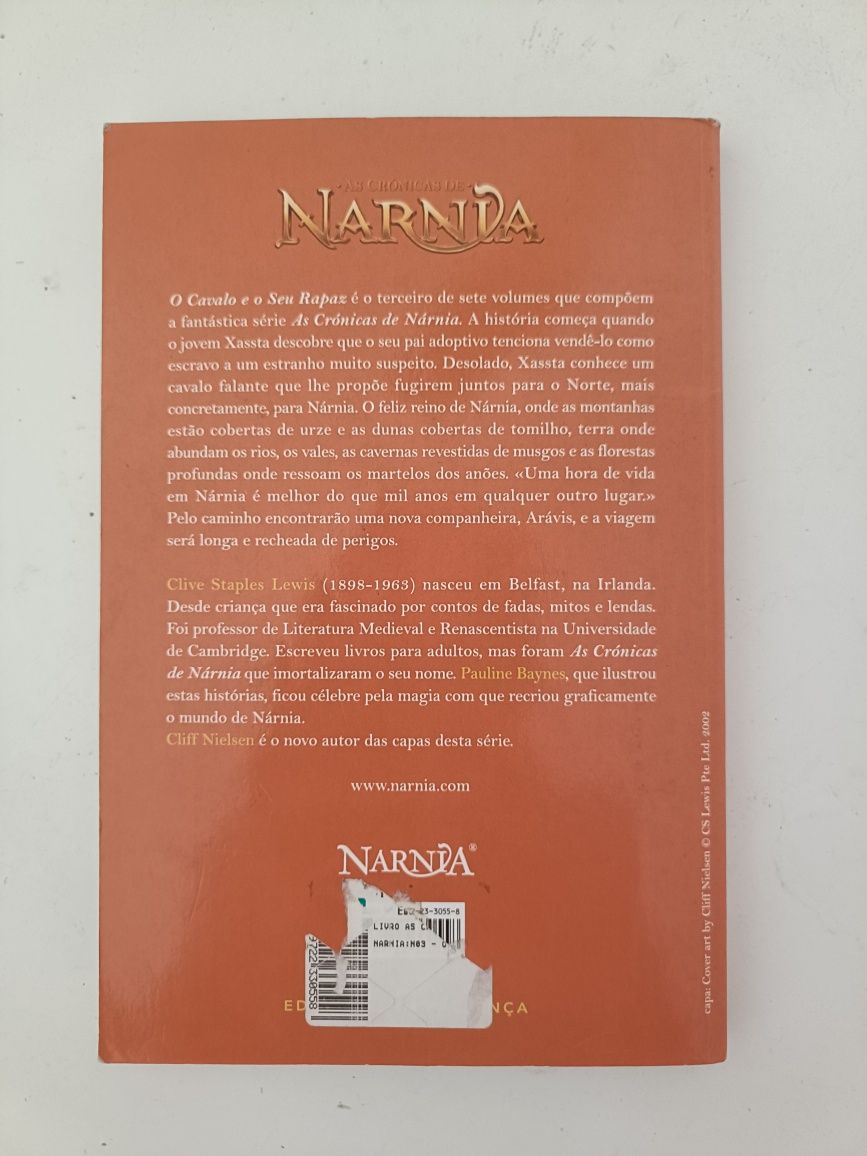 · AS CRÓNICAS DE ·
NARNIA
O Cavalo e o Seu Rapaz é o terceiro de sete volumes que compõem
a fantástica série As Crónicas de Nárnia. A história começa quando
o jovem Xassta descobre que o seu pai adoptivo tenciona vendê-lo como
escravo a um estranho muito suspeito. Desolado, Xassta conhece um
cavalo falante que lhe propõe fugirem juntos para o Norte, mais
concretamente, para Nárnia. O feliz reino de Nárnia, onde as montanhas
estão cobertas de urze e as dunas cobertas de tomilho, terra onde
abundam os rios, os vales, as cavernas revestidas de musgos e as florestas
profundas onde ressoam os martelos dos anões. «Uma hora de vida
em Nárnia é melhor do que mil anos em qualquer outro lugar.»
Pelo caminho encontrarão uma nova companheira, Arávis, e a viagem
será longa e recheada de perigos.
Clive Staples Lewis (1898-1963) nasceu em Belfast, na Irlanda.
Desde criança que era fascinado por contos de fadas, mitos e lendas.
Foi professor de Literatura Medieval e Renascentista na Universidade
de Cambridge. Escreveu livros para adultos, mas foram As Crónicas
de Nárnia que imortalizaram o seu nome. Pauline Baynes, que ilustrou
estas histórias, ficou célebre pela magia com que recriou graficamente
o mundo de Nárnia.
Cliff Nielsen é o novo autor das capas desta série.
www.narnia.com
NARNIA®
23-3055-8
LIVRO AS C
NARNIA:N03 -
9722330558
ED
NÇA
capa: Cover art by Cliff Nielsen © CS Lewis Pte Ltd. 2002